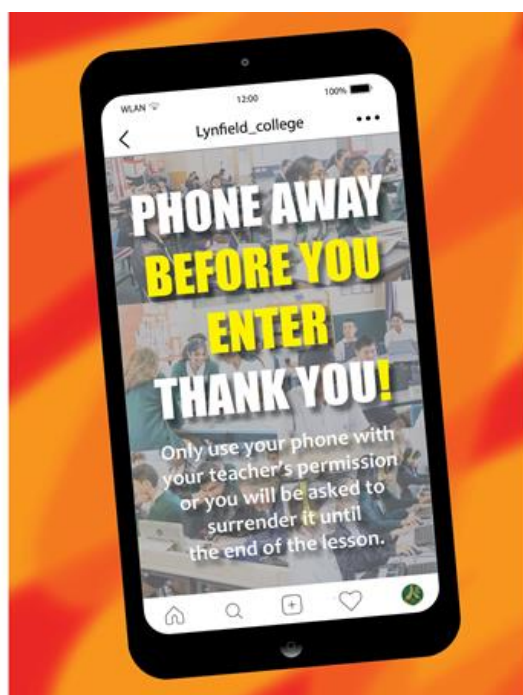 WLAN 12:00 100%
Lynfield_college
PHONE AWAY
BEFORE YOU
ENTER
THANK YOU!
Only use your phone with
your teacher's permission
or you will be asked to
surrender it until
the end of the lesson.